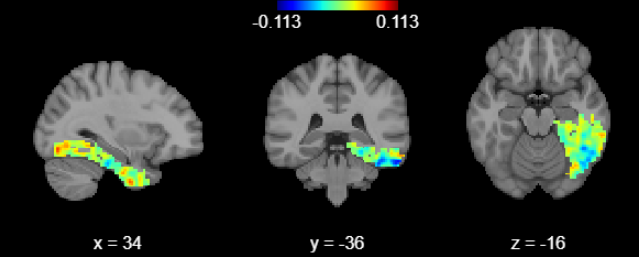 -0.113 0.113
x = 34 y = -36 z = -16